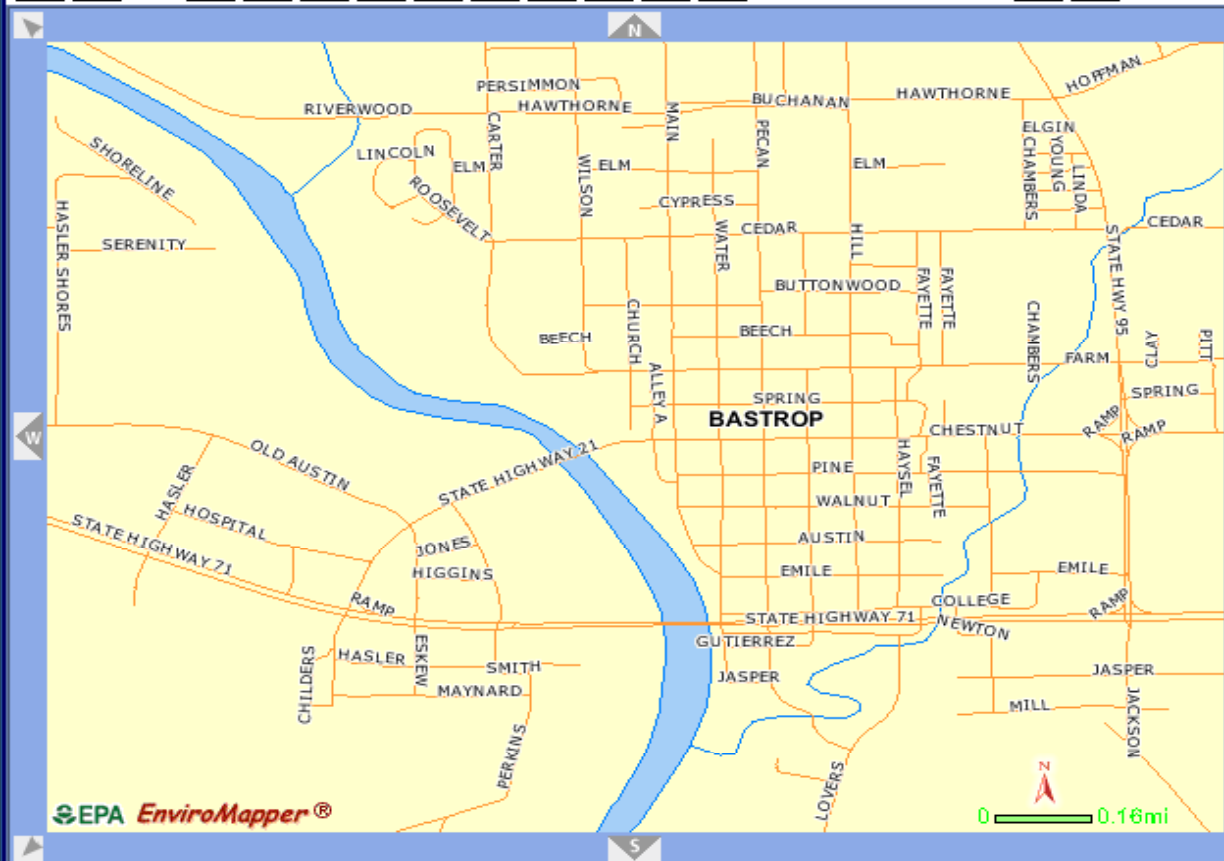 N
PERSIMMON
HOFFMAN
RIVERWOOD
HAWTHORNE
BUCHANAN
HAWTHORNE
MAIN
CARTER
PECAN
ELGIN
SHORELINE
LINCOLN
ELM
WILSON
ELM
ELM
CHAMBERS
YOUNG
LINDA
ROOSEVELT
CYPRESS
HASLER SHORES
SERENITY
WATER
CEDAR
HILL
STATE HWY 95
CEDAR
BUTTONWOOD
FAYETTE
FAYETTE
CHURCH
BEECH
BEECH
CHAMBERS
CLAY
PITT
FARM
ALLEY A
SPRING
SPRING
BASTROP
W
RAMP
RAMP
CHESTNUT
OLD AUSTIN
STATE HIGHWAY 21
HAYSEL
FAYETTE
PINE
HASLER
HOSPITAL
WALNUT
STATE HIGHWAY 71
JONES
AUSTIN
HIGGINS
EMILE
EMILE
RAMP
COLLEGE
RAMP
STATE HIGHWAY 71
NEWTON
GUTIERREZ
ESKEW
HASLER
SMITH
CHILDERS
JASPER
JASPER
MAYNARD
MILL
JACKSON
PERKINS
LOVERS
N
EPA EnviroMapper ®
0 0.16mi
S